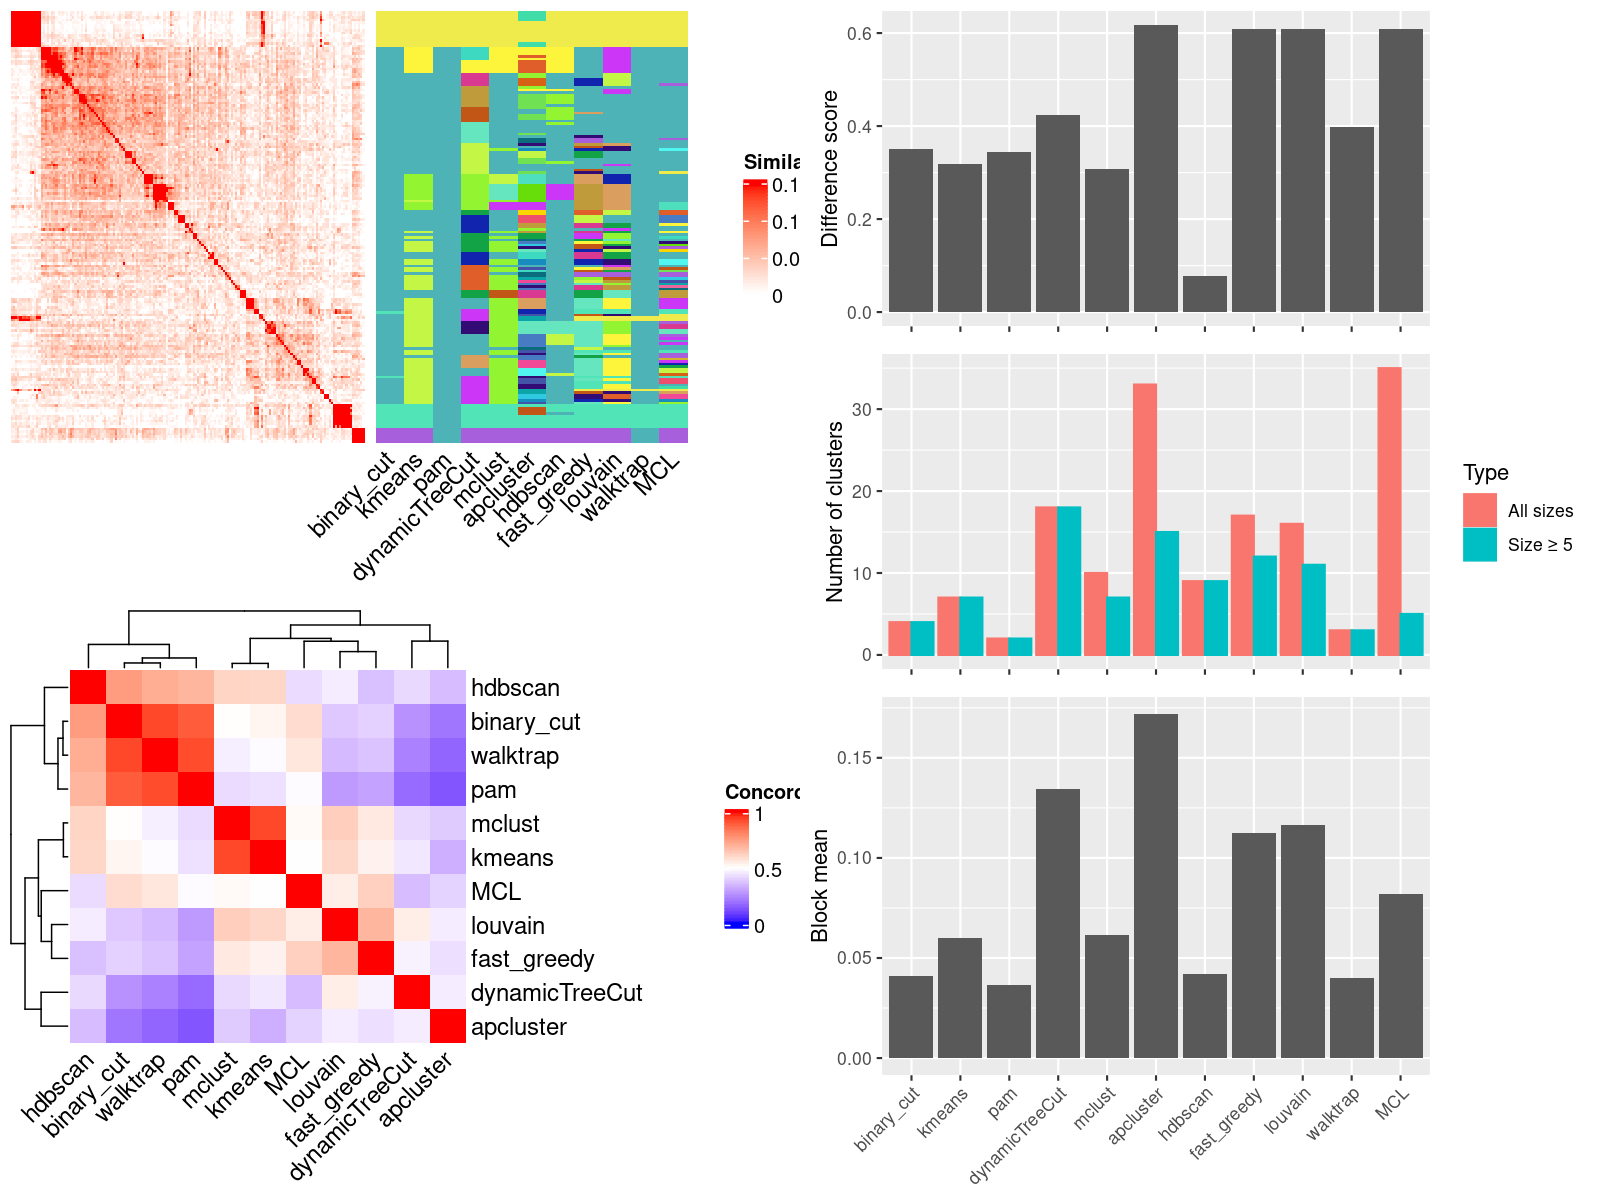 Simila
0.1
0.1
0.0
0
binary_cut
kmeans
pam
dynamicTreeCut
mclust
apcluster
hdbscan
fast_greedy
louvain
walktrap
MCL
hdbscan
binary_cut
walktrap
pam
mclust
kmeans
MCL
louvain
fast_greedy
dynamicTreeCut
apcluster
hdbscan
binary_cut
walktrap
pam
mclust
kmeans
MCL
louvain
fast_greedy
dynamicTreeCut
apcluster
Concord
1
0.5
0
Difference score
0.6
0.4
0.2
0.0
Number of clusters
30
20
10
0
Type
All sizes
Size ≥ 5
Block mean
0.15
0.10
0.05
0.00
binary_cut
kmeans
pam
dynamicTreeCut
mclust
apcluster
hdbscan
fast_greedy
louvain
walktrap
MCL